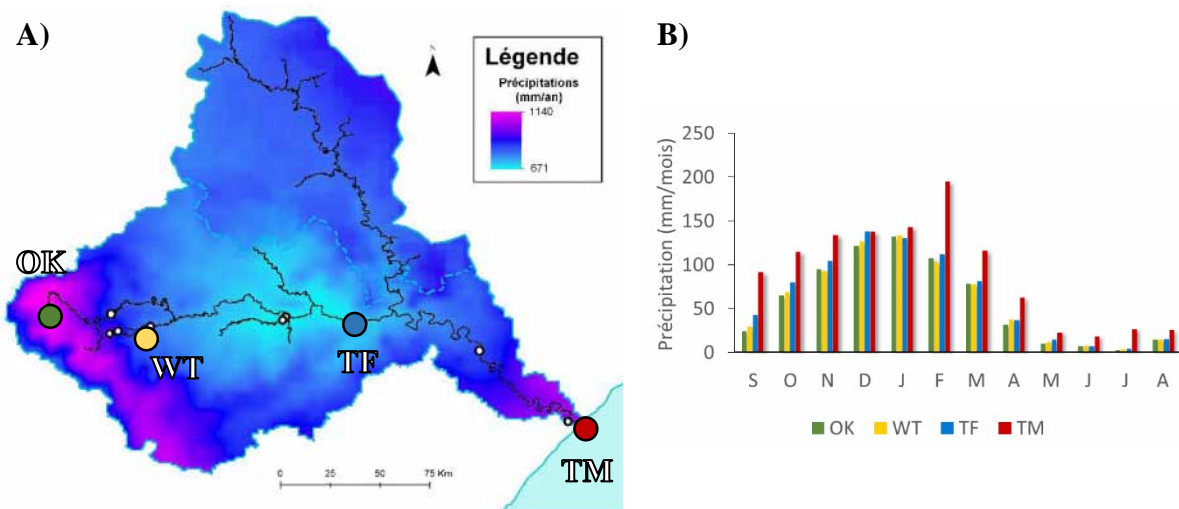 A)
N
Légende
Précipitations
(mm/an)
1140
671
OK
WT
TF
TM
0 25 50 75 Km
B)
Précipitation (mm/mois)
250
200
150
100
50
0
S O N D J F M A M J J A
OK WT TF TM